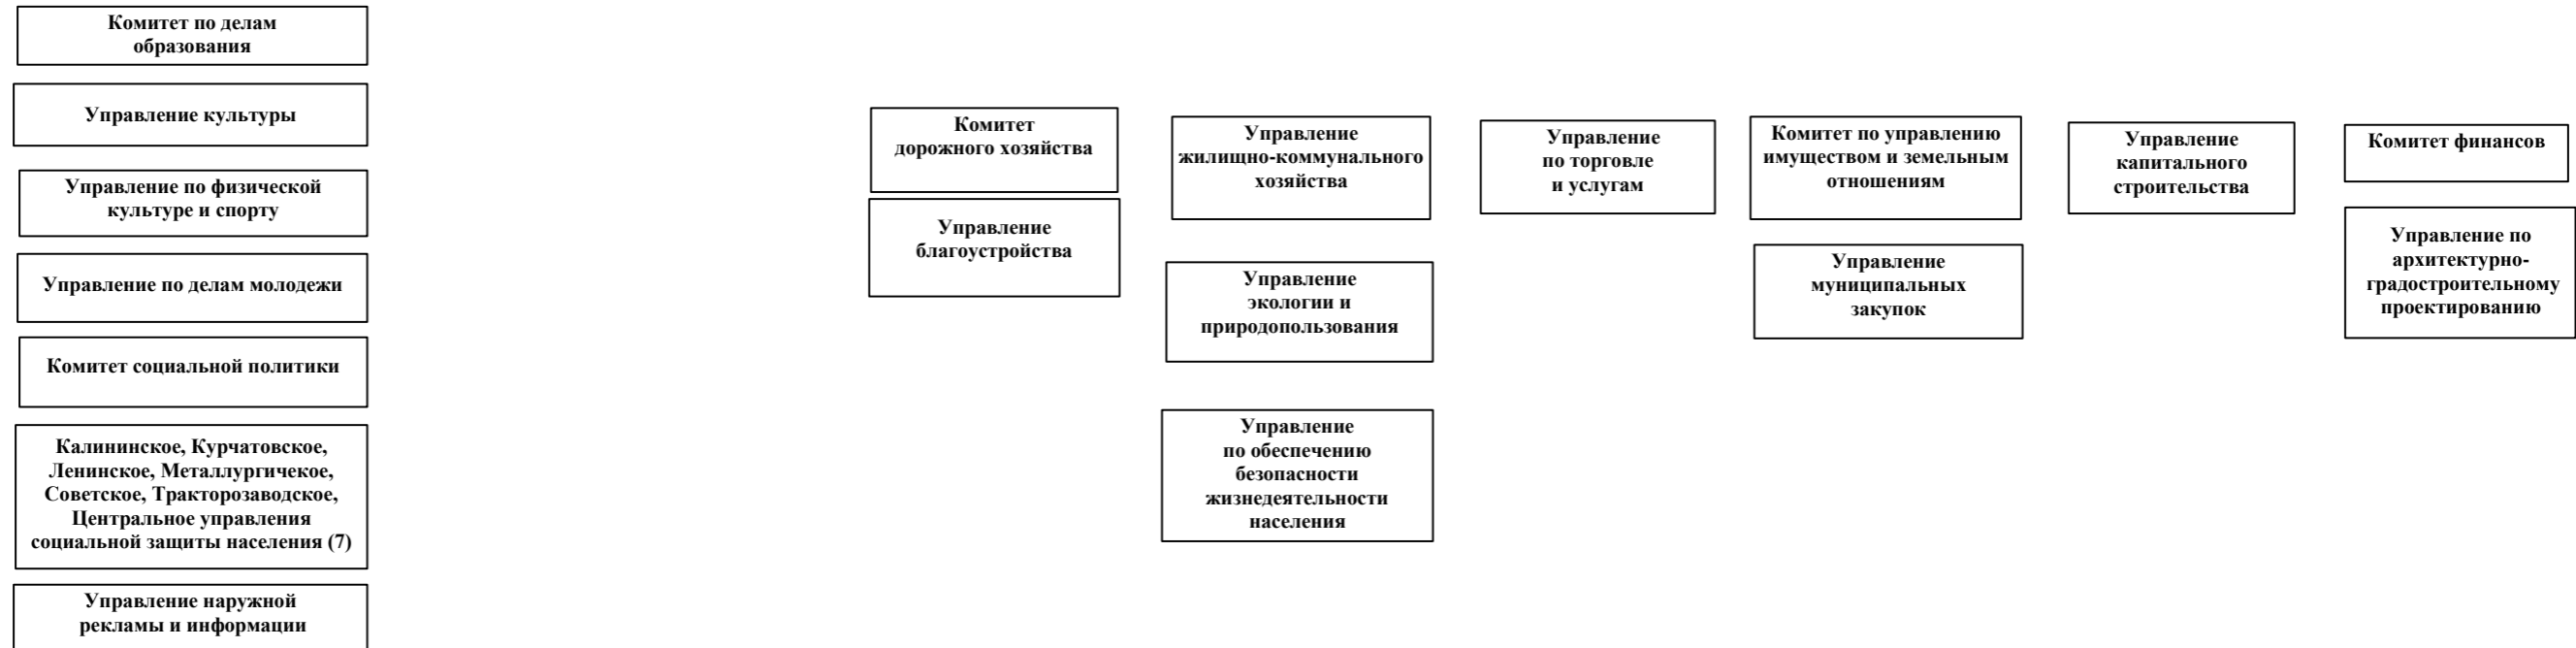 Комитет по делам
образования
Управление культуры
Управление по физической
культуре и спорту
Управление по делам молодежи
Комитет социальной политики
Калининское, Курчатовское,
Ленинское, Металлургичекое,
Советское, Тракторозаводское,
Центральное управления
социальной защиты населения (7)
Управление наружной
рекламы и информации
Комитет
дорожного хозяйства
Управление
благоустройства
Управление
жилищно-коммунального
хозяйства
Управление
экологии и
природопользования
Управление
по обеспечению
безопасности
жизнедеятельности
населения
Управление
по торговле
и услугам
Комитет по управлению
имуществом и земельным
отношениям
Управление
муниципальных
закупок
Управление
капитального
строительства
Комитет финансов
Управление по
архитектурно-
градостроительному
проектированию